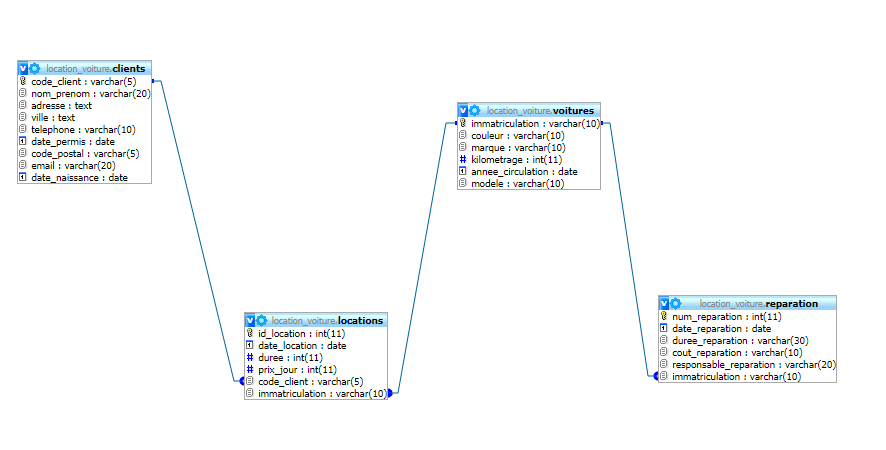 location_voiture.clients
code_client : varchar(5)
nom_prenom : varchar(20)
adresse : text
ville : text
telephone : varchar(10)
date_permis : date
code_postal : varchar(5)
email : varchar(20)
date_naissance : date
location_voiture.voitures
immatriculation : varchar(10)
couleur : varchar(10)
marque : varchar(10)
kilometrage : int(11)
annee_circulation : date
modele : varchar(10)
location_voiture.locations
id_location : int(11)
date_location : date
duree : int(11)
prix_jour : int(11)
code_client : varchar(5)
immatriculation : varchar(10)
location_voiture.reparation
num_reparation : int(11)
date_reparation : date
duree_reparation : varchar(30)
cout_reparation : varchar(10)
responsable_reparation : varchar(20)
immatriculation : varchar(10)